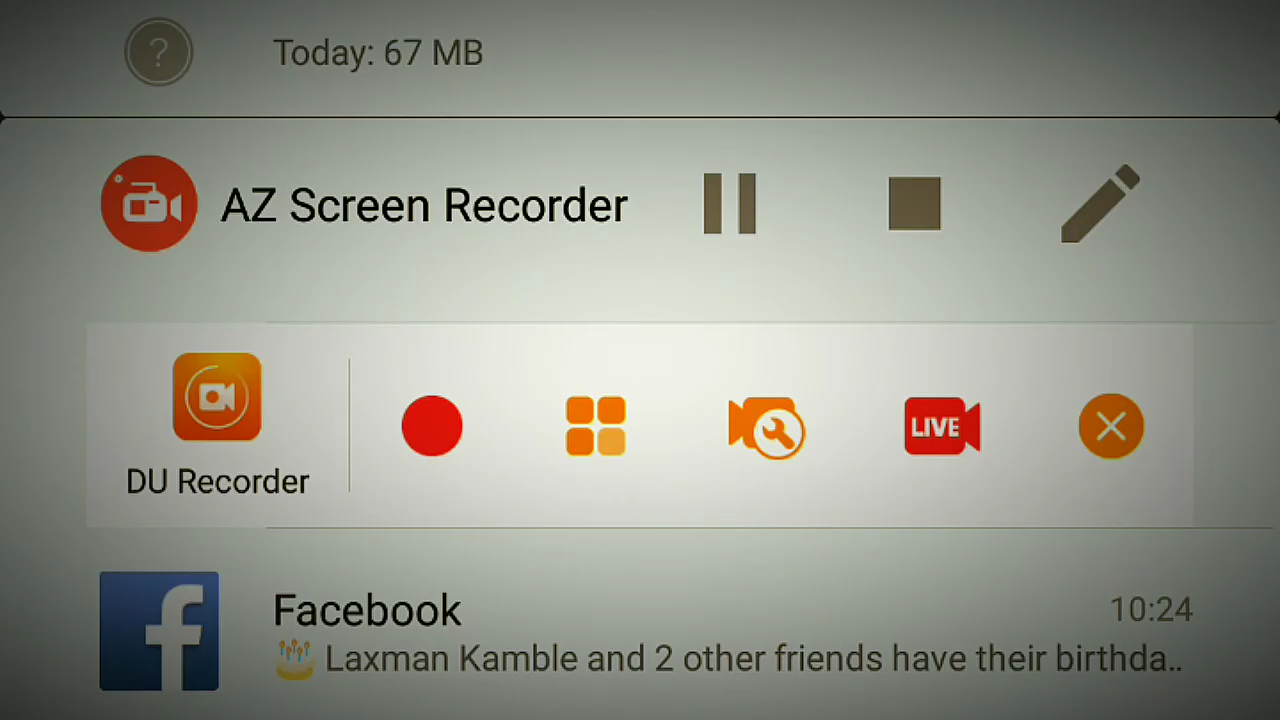 ? Today: 67 MB
AZ Screen Recorder
LIVE
DU Recorder
Facebook 10:24
🎂 Laxman Kamble and 2 other friends have their birthda..